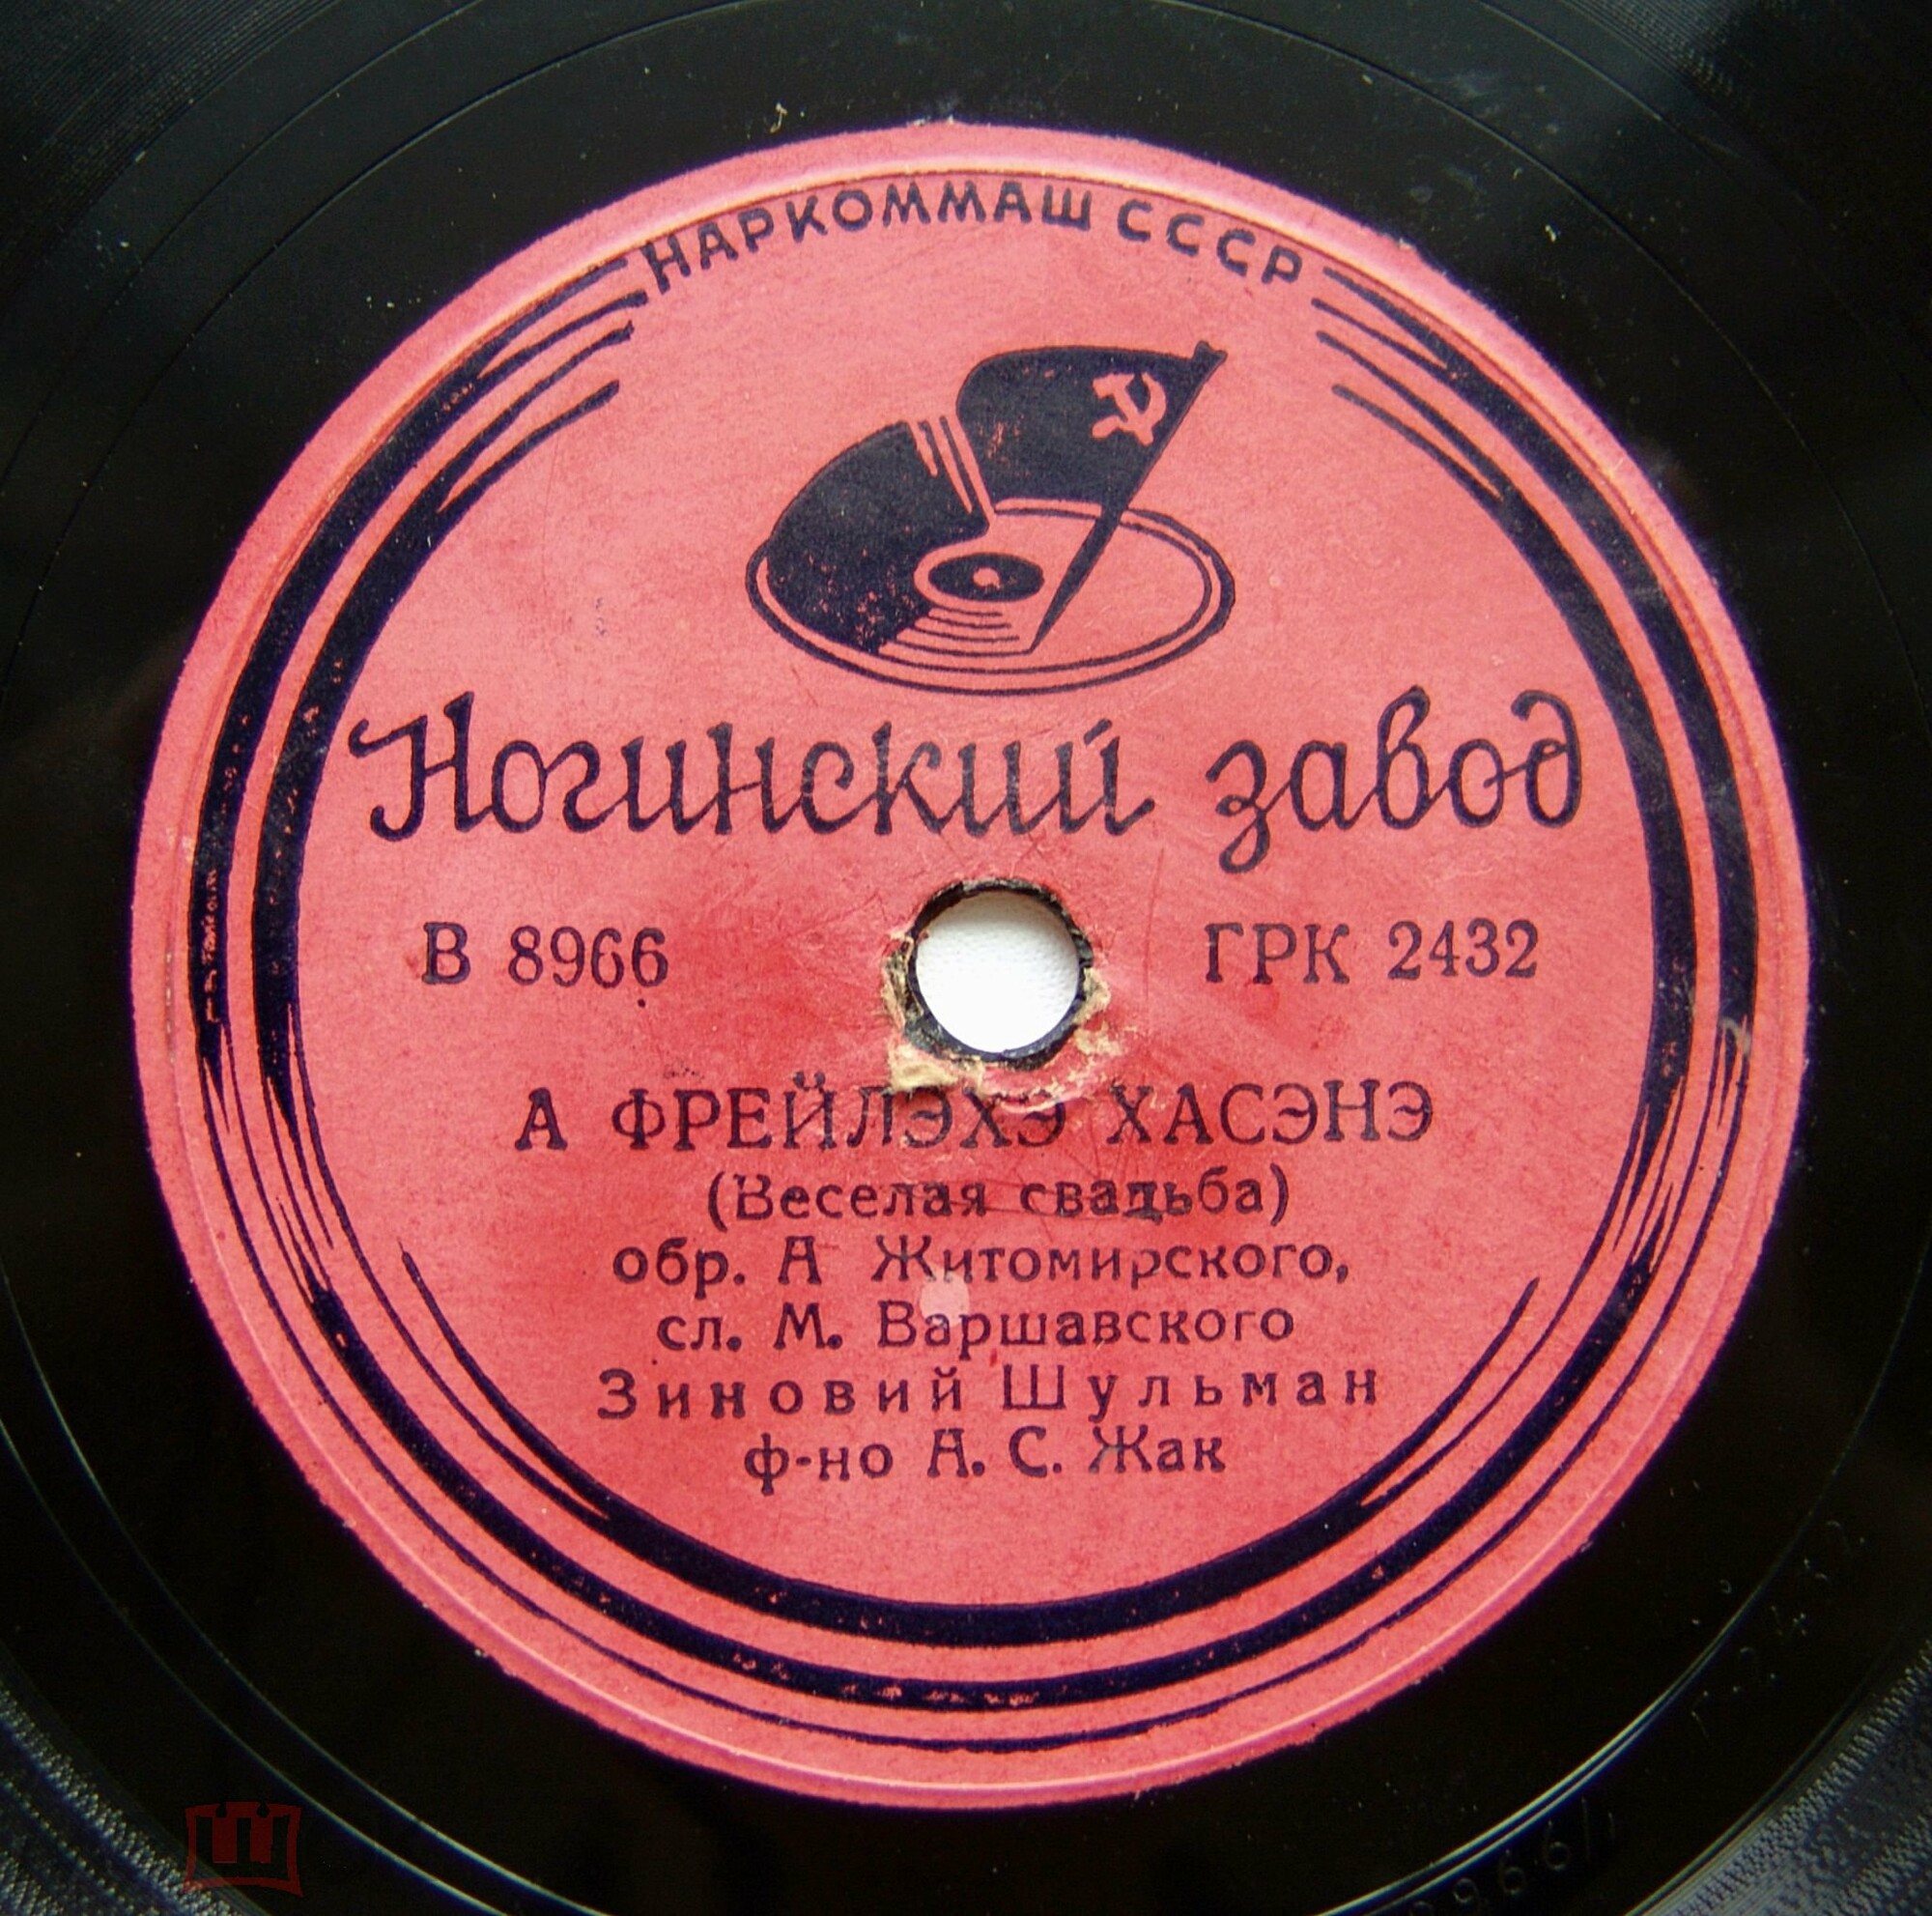 НАРКОММАШ СССР
Ногинский завод
В 8966
ГРК 2432
А ФРЕЙЛЭХЭ ХАСЭНЭ
(Веселая свадьба)
обр. А Житомирского,
сл. М. Варшавского
Зиновий Шульман
ф-но А. С. Жак